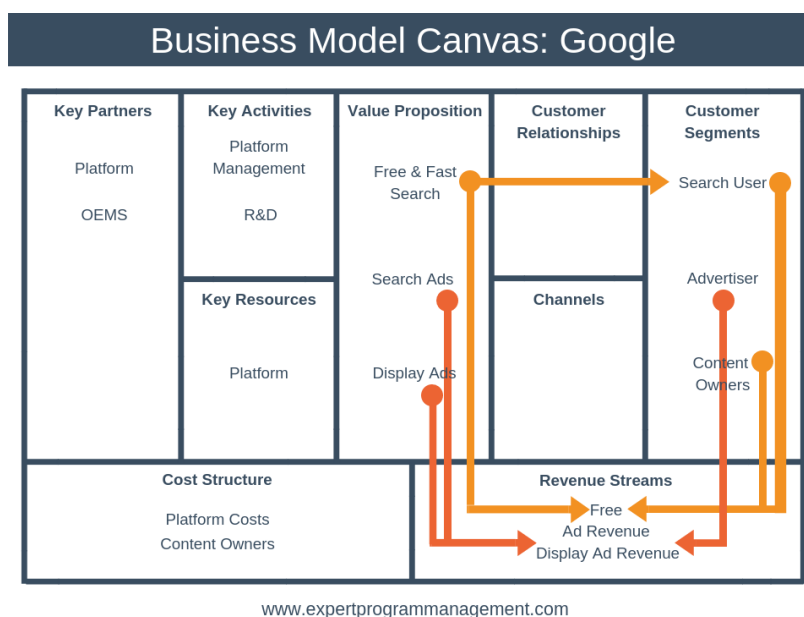 Business Model Canvas: Google
Key Partners
Platform
OEMS
Key Activities
Platform
Management
R&D
Key Resources
Platform
Value Proposition
Free & Fast
Search
Search Ads
Display Ads
Customer
Relationships
Channels
Customer
Segments
Search User
Advertiser
Content
Owners
Cost Structure
Platform Costs
Content Owners
Revenue Streams
Free
Ad Revenue
Display Ad Revenue
www.expertprogrammanagement.com